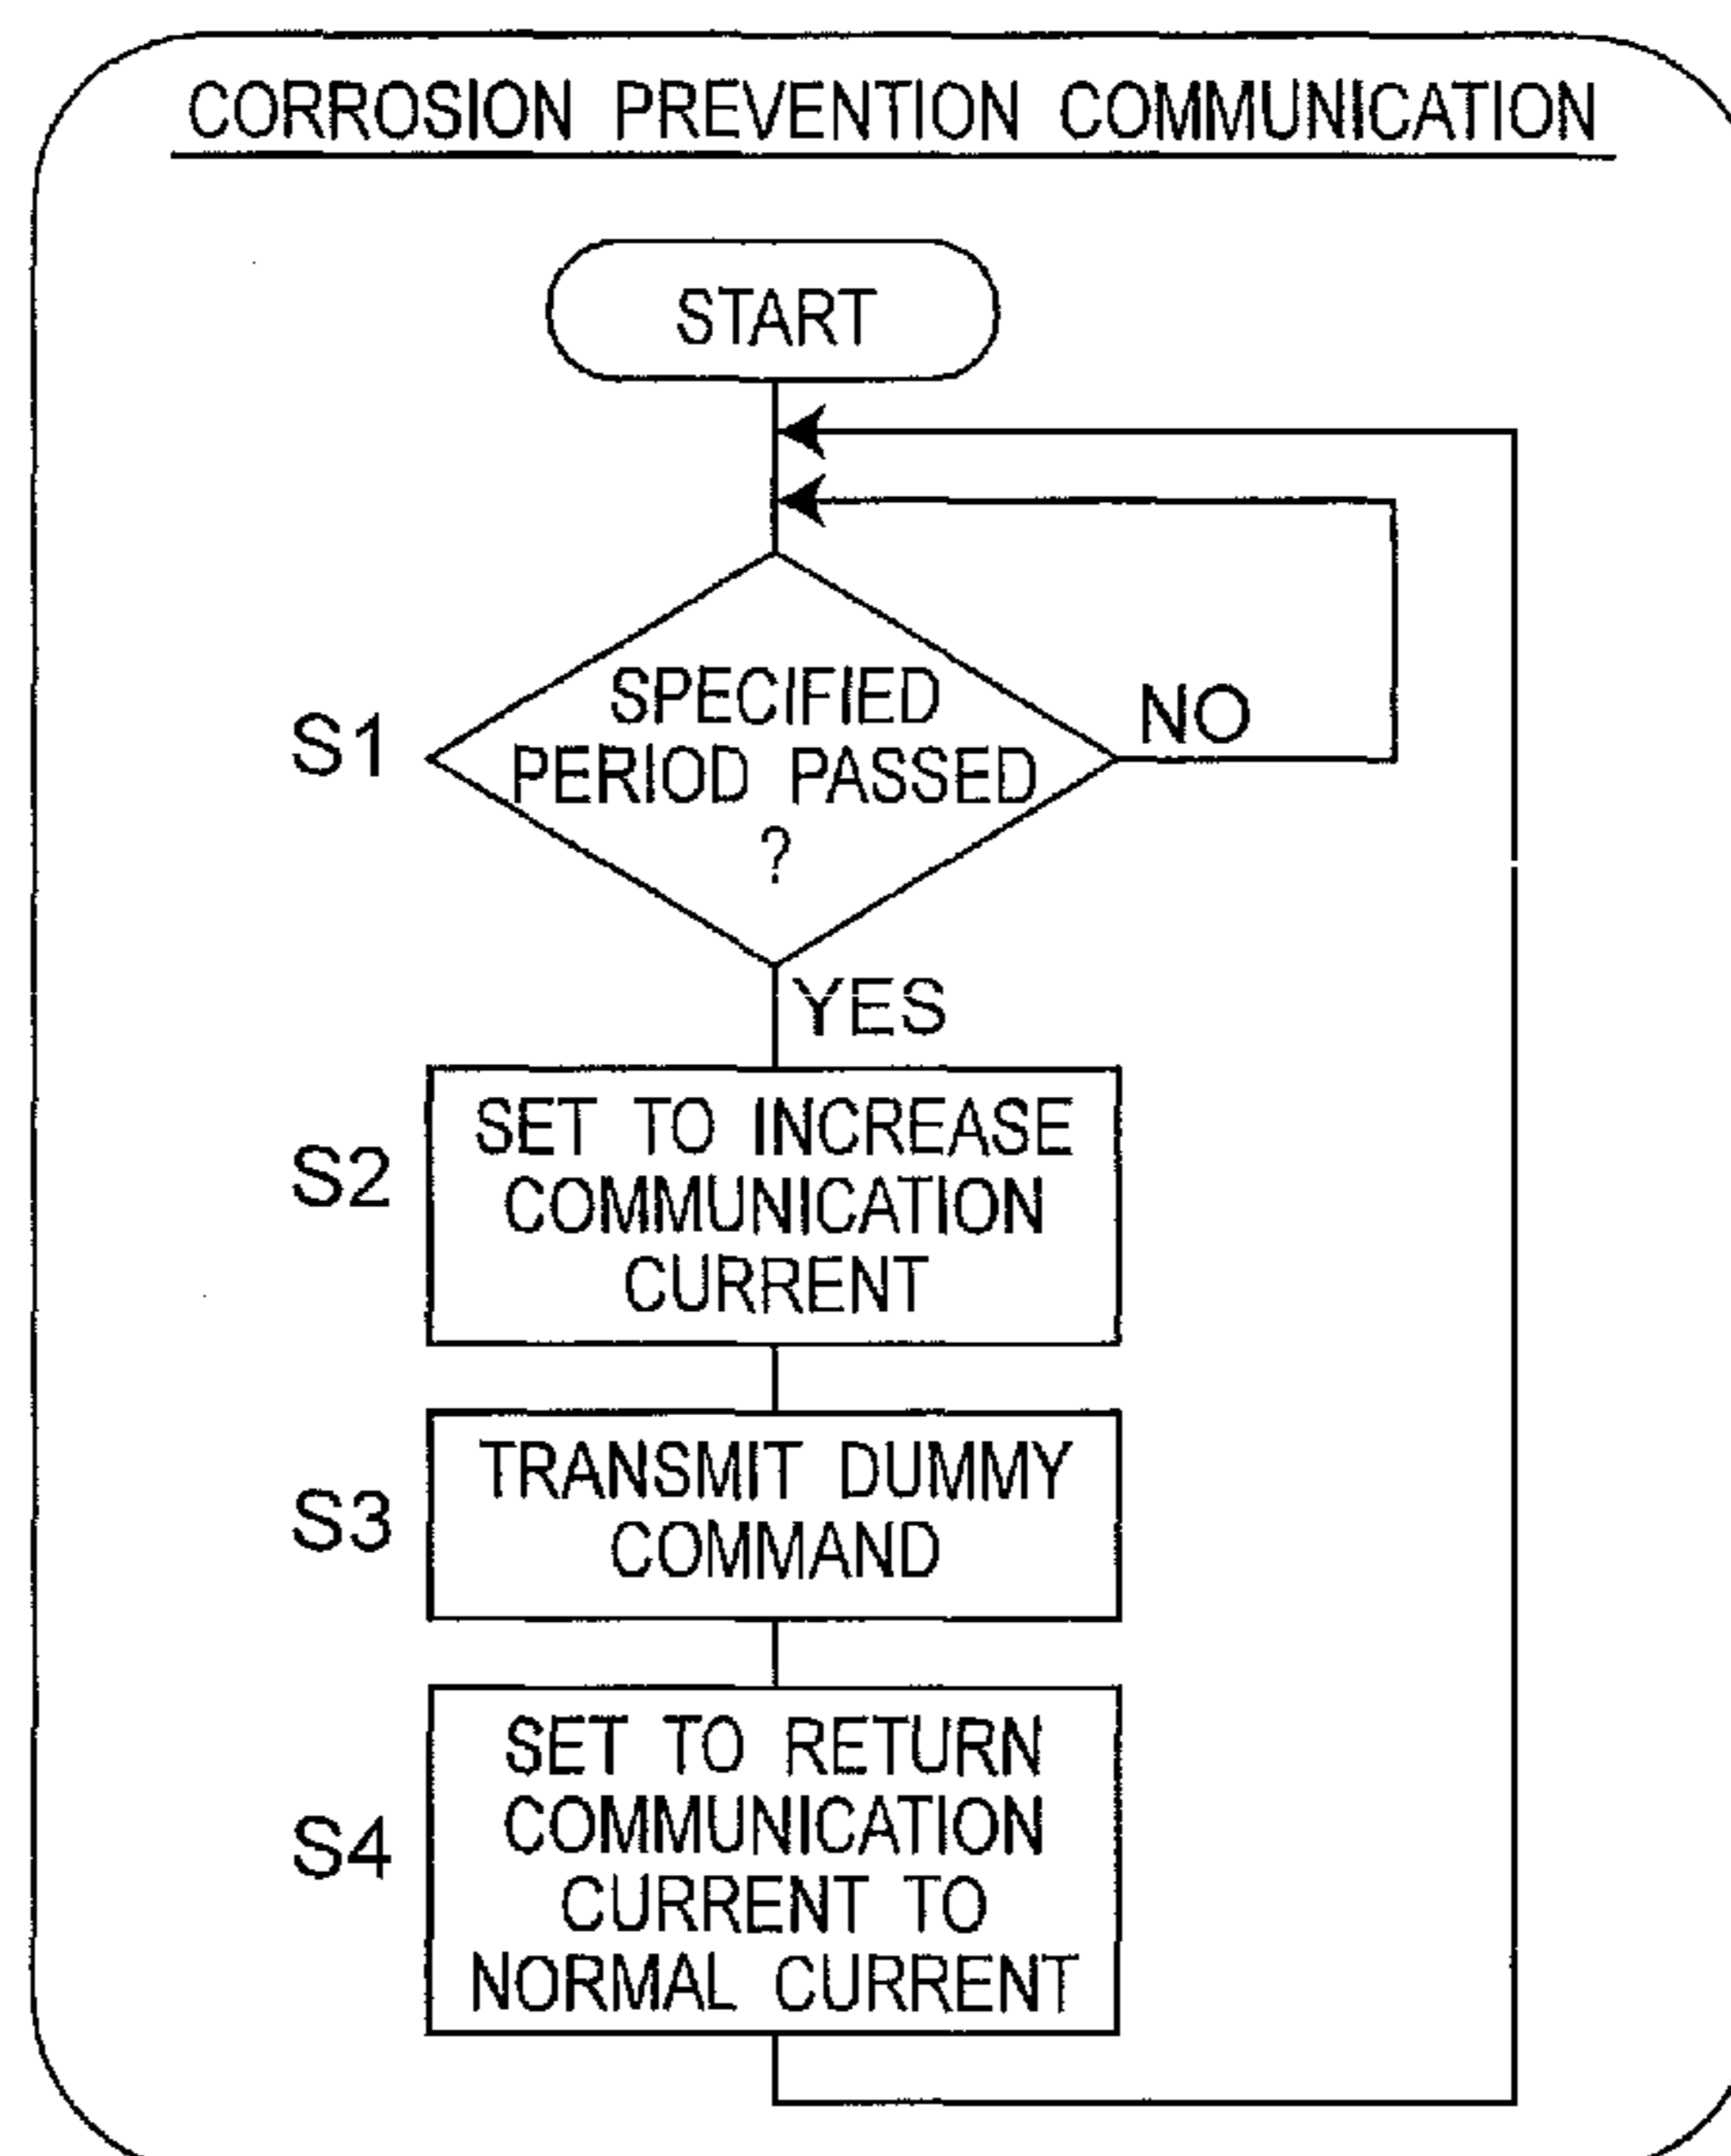 CORROSION PREVENTION COMMUNICATION
START
S1
SPECIFIED
PERIOD PASSED
?
NO
YES
S2
SET TO INCREASE
COMMUNICATION
CURRENT
S3
TRANSMIT DUMMY
COMMAND
S4
SET TO RETURN
COMMUNICATION
CURRENT TO
NORMAL CURRENT